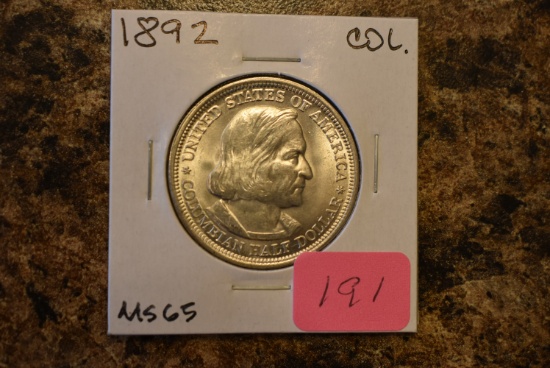 1892 COL.
UNITED STATES OF AMERICA
COLUMBIAN HALF DOLLAR
MS65
191